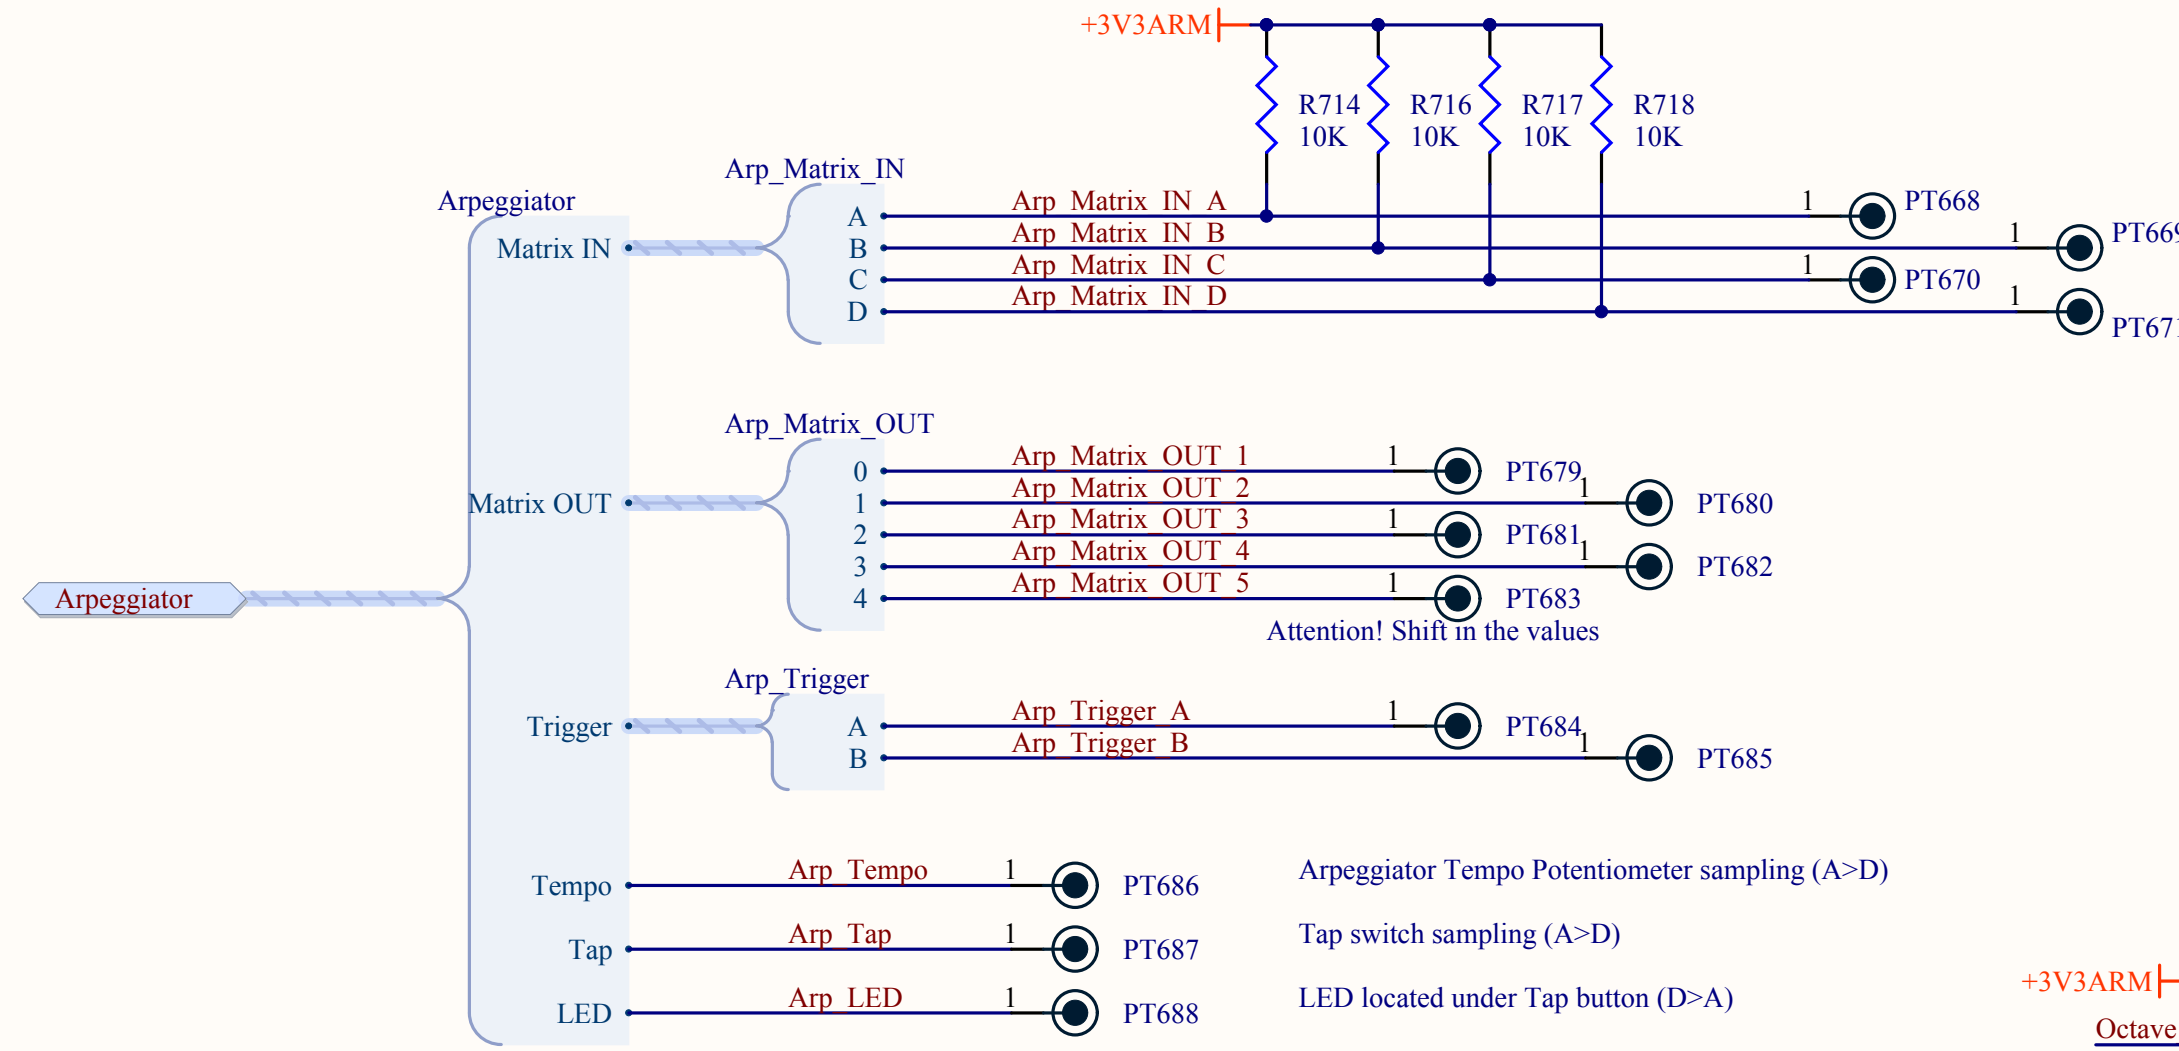 +3V3ARM
R714
10K
R716
10K
R717
10K
R718
10K
Arp_Matrix_IN
Arpeggiator
Matrix IN
A
B
C
D
Arp_Matrix_IN_A
Arp_Matrix_IN_B
Arp_Matrix_IN_C
Arp_Matrix_IN_D
1
PT668
1
PT669
1
PT670
1
PT671
Arp_Matrix_OUT
Matrix OUT
0
1
2
3
4
Arp_Matrix_OUT_1
Arp_Matrix_OUT_2
Arp_Matrix_OUT_3
Arp_Matrix_OUT_4
Arp_Matrix_OUT_5
1
PT679
1
PT680
1
PT681
1
PT682
1
PT683
Attention! Shift in the values
Arpeggiator
Arp_Trigger
Trigger
A
B
Arp_Trigger_A
Arp_Trigger_B
1
PT684
1
PT685
Tempo
Arp_Tempo
1
PT686
Arpeggiator Tempo Potentiometer sampling (A>D)
Tap
Arp_Tap
1
PT687
Tap switch sampling (A>D)
LED
Arp_LED
1
PT688
LED located under Tap button (D>A)
+3V3ARM
Octave